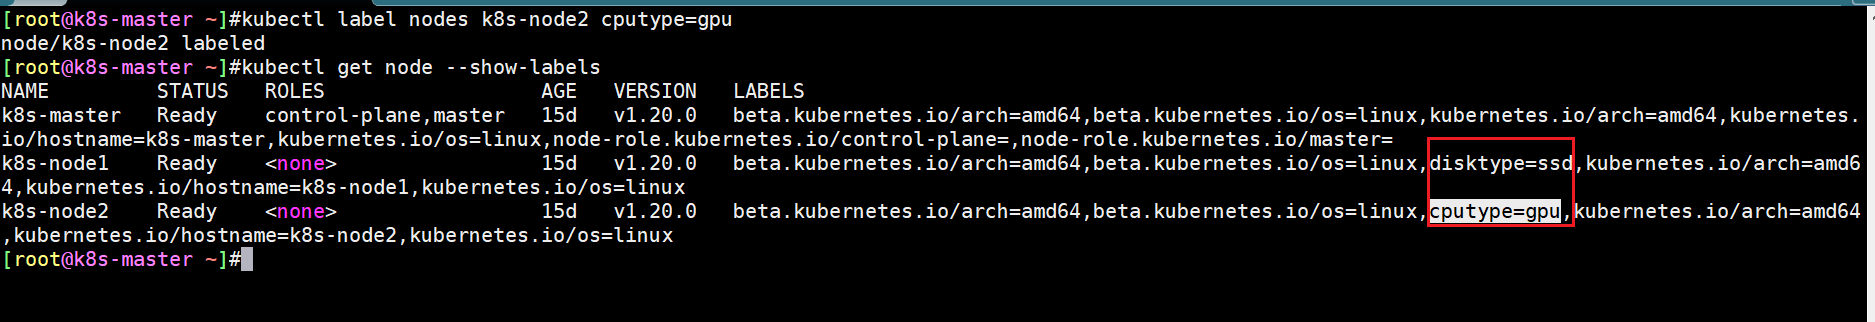 [root@k8s-master ~]#kubectl label nodes k8s-node2 cputype=gpu
node/k8s-node2 labeled
[root@k8s-master ~]#kubectl get node --show-labels
NAME         STATUS   ROLES                  AGE   VERSION   LABELS
k8s-master   Ready    control-plane,master   15d   v1.20.0   beta.kubernetes.io/arch=amd64,beta.kubernetes.io/os=linux,kubernetes.io/arch=amd64,kubernetes.
io/hostname=k8s-master,kubernetes.io/os=linux,node-role.kubernetes.io/control-plane=,node-role.kubernetes.io/master=
k8s-node1    Ready    <none>                 15d   v1.20.0   beta.kubernetes.io/arch=amd64,beta.kubernetes.io/os=linux,disktype=ssd,kubernetes.io/arch=amd6
4,kubernetes.io/hostname=k8s-node1,kubernetes.io/os=linux
k8s-node2    Ready    <none>                 15d   v1.20.0   beta.kubernetes.io/arch=amd64,beta.kubernetes.io/os=linux,cputype=gpu,kubernetes.io/arch=amd64
,kubernetes.io/hostname=k8s-node2,kubernetes.io/os=linux
[root@k8s-master ~]#